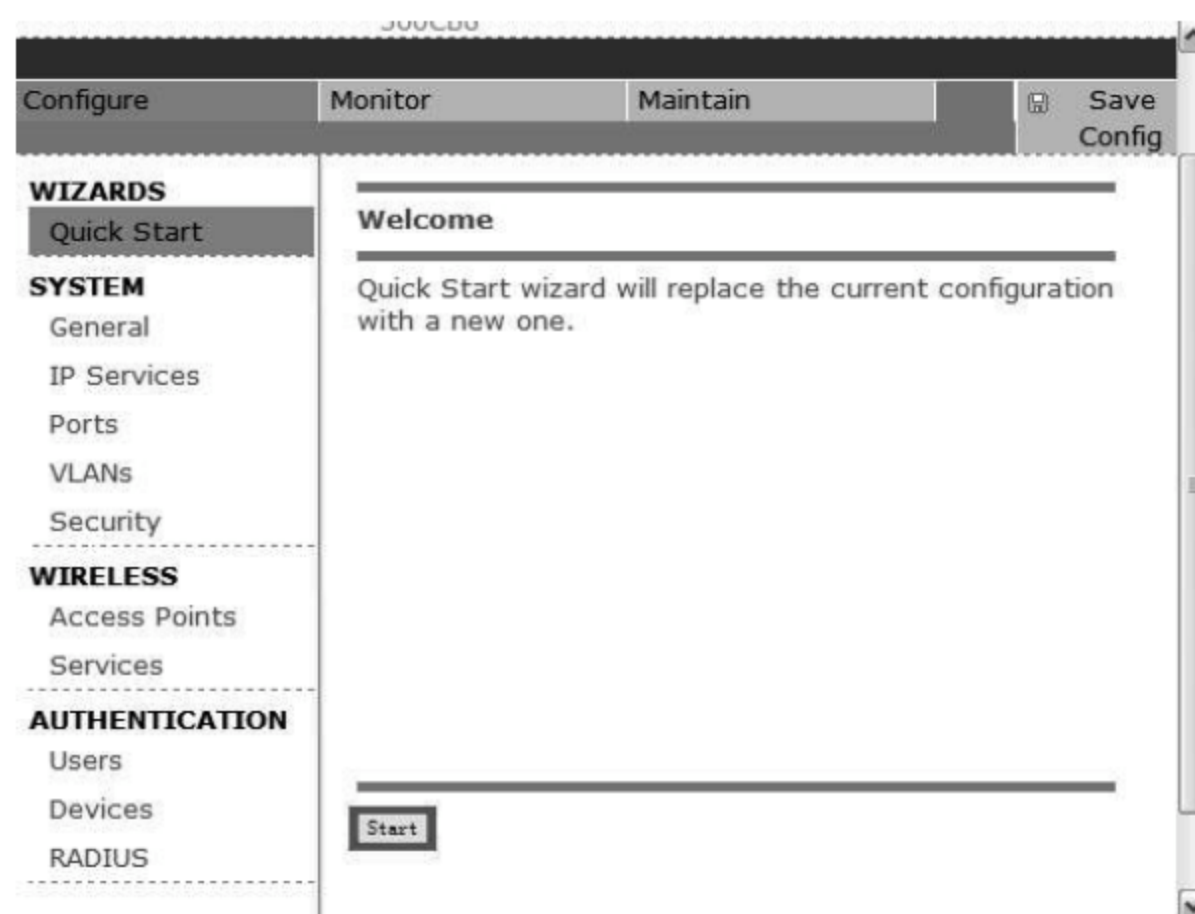 Configure
Monitor
Maintain
Save
Config
WIZARDS
Quick Start
SYSTEM
General
IP Services
Ports
VLANs
Security
WIRELESS
Access Points
Services
AUTHENTICATION
Users
Devices
RADIUS
Welcome
Quick Start wizard will replace the current configuration
with a new one.
Start